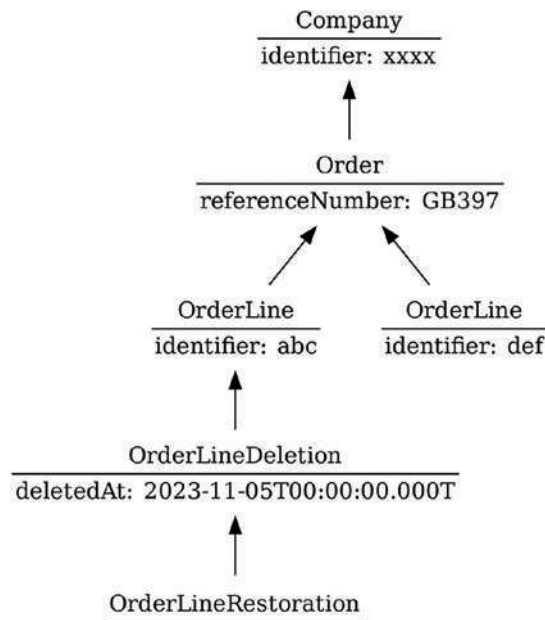 Company
identifier: xxxx
Order
referenceNumber: GB397
OrderLine
identifier: abc
OrderLine
identifier: def
OrderLineDeletion
deletedAt: 2023-11-05T00:00:00.000T
OrderLineRestoration